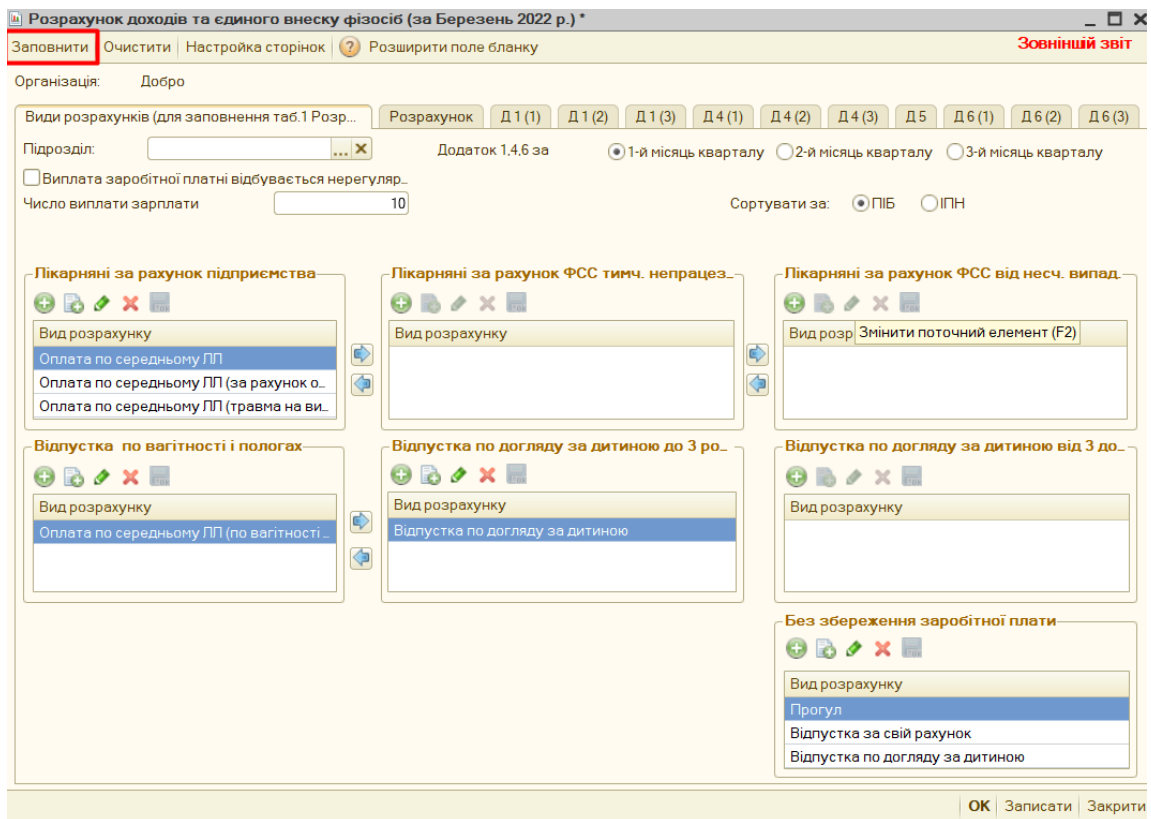 Розрахунок доходів та єдиного внеску фізосіб (за Березень 2022 р.) *
Заповнити Очистити Настройка сторінок ? Розширити поле бланку Зовніший звіт
Організація: Добро
Види розрахунків (для заповнення таб.1 Розр... Розрахунок Д 1 (1) Д 1 (2) Д 1 (3) Д 4 (1) Д 4 (2) Д 4 (3) Д 5 Д 6 (1) Д 6 (2) Д 6 (3)
Підрозділ: ... Додаток 1,4,6 за 1-й місяць кварталу 2-й місяць кварталу 3-й місяць кварталу
Виплата заробітної платні відбувається нерегуляр...
Число виплати зарплати 10 Сортувати за: ПІБ ІПН
Лікарняні за рахунок підприємства Лікарняні за рахунок ФСС тимч. непрацез... Лікарняні за рахунок ФСС від несч. випад.
Вид розрахунку Вид розрахунку Вид розр Змінити поточний елемент (F2)
Оплата по середньому ЛП
Оплата по середньому ЛП (за рахунок о...
Оплата по середньому ЛП (травма на ви...
Відпустка по вагітності і пологах Відпустка по догляду за дитиною до 3 ро... Відпустка по догляду за дитиною від 3 до...
Вид розрахунку Вид розрахунку Вид розрахунку
Оплата по середньому ЛП (по вагітності ... Відпустка по догляду за дитиною
Без збереження заробітної плати
Вид розрахунку
Прогул
Відпустка за свій рахунок
Відпустка по догляду за дитиною
OK Записати Закрити